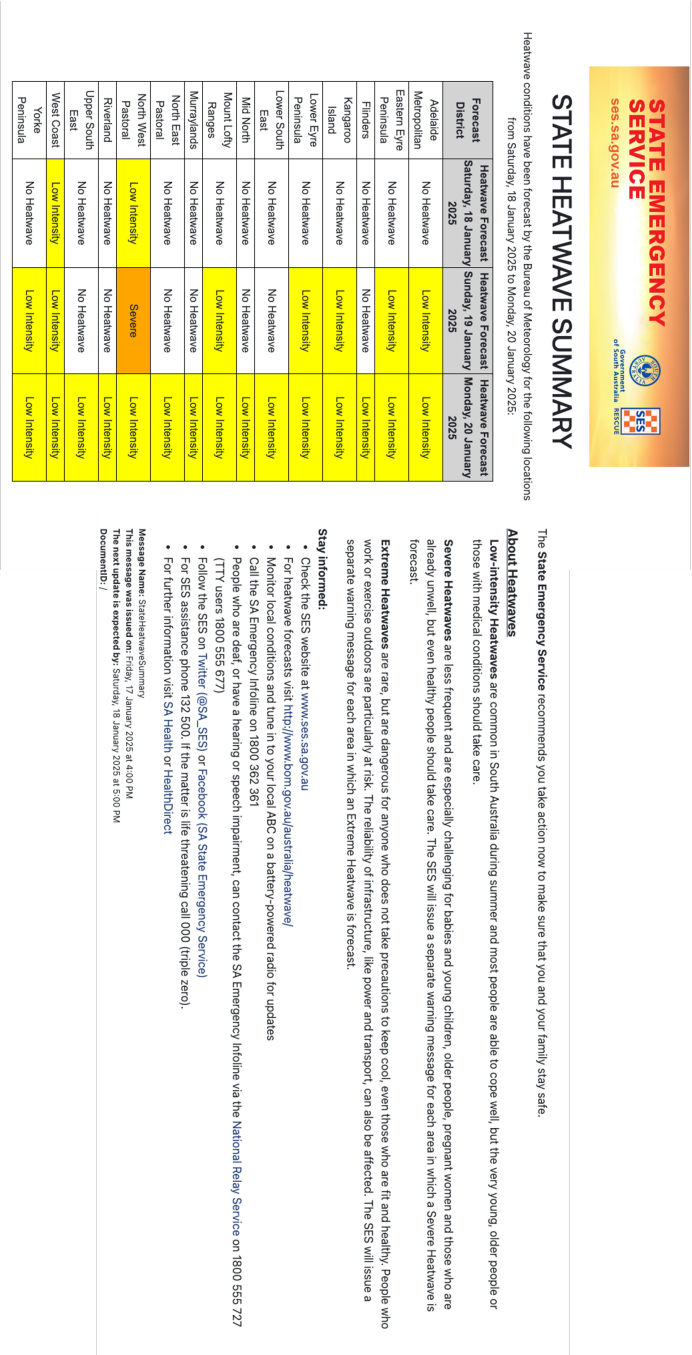 STATE EMERGENCY
SERVICE
ses.sa.gov.au
Government
of South Australia
SOUTH AUSTRALIA
SES
RESCUE
STATE HEATWAVE SUMMARY
Heatwave conditions have been forecast by the Bureau of Meteorology for the following locations
from Saturday, 18 January 2025 to Monday, 20 January 2025:
Forecast District Heatwave Forecast Saturday, 18 January 2025 Heatwave Forecast Sunday, 19 January 2025 Heatwave Forecast Monday, 20 January 2025
Adelaide Metropolitan No Heatwave Low Intensity Low Intensity
Eastern Eyre Peninsula No Heatwave Low Intensity Low Intensity
Flinders No Heatwave No Heatwave Low Intensity
Kangaroo Island No Heatwave Low Intensity Low Intensity
Lower Eyre Peninsula No Heatwave Low Intensity Low Intensity
Lower South East No Heatwave No Heatwave Low Intensity
Mid North No Heatwave No Heatwave Low Intensity
Mount Lofty Ranges No Heatwave Low Intensity Low Intensity
Murraylands No Heatwave No Heatwave Low Intensity
North East Pastoral No Heatwave No Heatwave Low Intensity
North West Pastoral Low Intensity Severe Low Intensity
Riverland No Heatwave No Heatwave Low Intensity
Upper South East No Heatwave No Heatwave Low Intensity
West Coast Low Intensity Low Intensity Low Intensity
Yorke Peninsula No Heatwave Low Intensity Low Intensity
The State Emergency Service recommends you take action now to make sure that you and your family stay safe.
About Heatwaves
Low-intensity Heatwaves are common in South Australia during summer and most people are able to cope well, but the very young, older people or
those with medical conditions should take care.
Severe Heatwaves are less frequent and are especially challenging for babies and young children, older people, pregnant women and those who are
already unwell, but even healthy people should take care. The SES will issue a separate warning message for each area in which a Severe Heatwave is
forecast.
Extreme Heatwaves are rare, but are dangerous for anyone who does not take precautions to keep cool, even those who are fit and healthy. People who
work or exercise outdoors are particularly at risk. The reliability of infrastructure, like power and transport, can also be affected. The SES will issue a
separate warning message for each area in which an Extreme Heatwave is forecast.
Stay informed:
• Check the SES website at www.ses.sa.gov.au
• For heatwave forecasts visit http://www.bom.gov.au/australia/heatwave/
• Monitor local conditions and tune in to your local ABC on a battery-powered radio for updates
• Call the SA Emergency Infoline on 1800 362 361
• People who are deaf, or have a hearing or speech impairment, can contact the SA Emergency Infoline via the National Relay Service on 1800 555 727
(TTY users 1800 555 677)
• Follow the SES on Twitter (@SA_SES) or Facebook (SA State Emergency Service)
• For SES assistance phone 132 500. If the matter is life threatening call 000 (triple zero).
• For further information visit SA Health or HealthDirect
Message Name: StateHeatwaveSummary
This message was issued on: Friday, 17 January 2025 at 4:00 PM
The next update is expected by: Saturday, 18 January 2025 at 5:00 PM
DocumentID: /